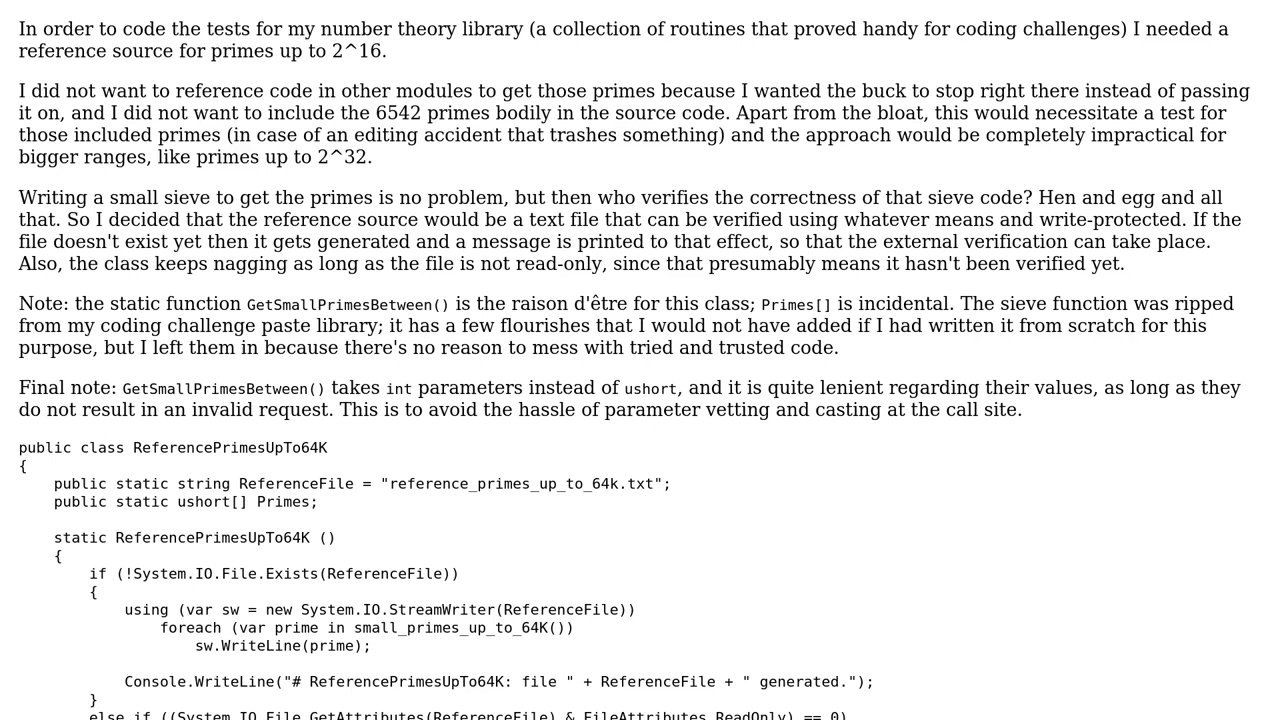 In order to code the tests for my number theory library (a collection of routines that proved handy for coding challenges) I needed a
reference source for primes up to 2^16.
I did not want to reference code in other modules to get those primes because I wanted the buck to stop right there instead of passing
it on, and I did not want to include the 6542 primes bodily in the source code. Apart from the bloat, this would necessitate a test for
those included primes (in case of an editing accident that trashes something) and the approach would be completely impractical for
bigger ranges, like primes up to 2^32.
Writing a small sieve to get the primes is no problem, but then who verifies the correctness of that sieve code? Hen and egg and all
that. So I decided that the reference source would be a text file that can be verified using whatever means and write-protected. If the
file doesn't exist yet then it gets generated and a message is printed to that effect, so that the external verification can take place.
Also, the class keeps nagging as long as the file is not read-only, since that presumably means it hasn't been verified yet.
Note: the static function GetSmallPrimesBetween() is the raison d'être for this class; Primes[] is incidental. The sieve function was ripped
from my coding challenge paste library; it has a few flourishes that I would not have added if I had written it from scratch for this
purpose, but I left them in because there's no reason to mess with tried and trusted code.
Final note: GetSmallPrimesBetween() takes int parameters instead of ushort, and it is quite lenient regarding their values, as long as they
do not result in an invalid request. This is to avoid the hassle of parameter vetting and casting at the call site.
public class ReferencePrimesUpTo64K
{
    public static string ReferenceFile = "reference_primes_up_to_64k.txt";
    public static ushort[] Primes;
    static ReferencePrimesUpTo64K ()
    {
        if (!System.IO.File.Exists(ReferenceFile))
        {
            using (var sw = new System.IO.StreamWriter(ReferenceFile))
                foreach (var prime in small_primes_up_to_64K())
                    sw.WriteLine(prime);
            Console.WriteLine("# ReferencePrimesUpTo64K: file " + ReferenceFile + " generated.");
        }
        else if ((System.IO.File.GetAttributes(ReferenceFile) & FileAttributes.ReadOnly) == 0)